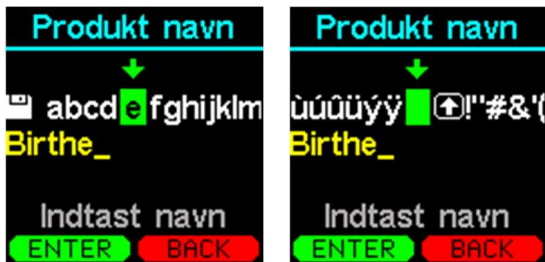 Produkt navn
abcdefghijklm
Birthe_
Indtast navn
ENTER BACK
Produkt navn
ùúûüýÿ !"#&'(
Birthe_
Indtast navn
ENTER BACK